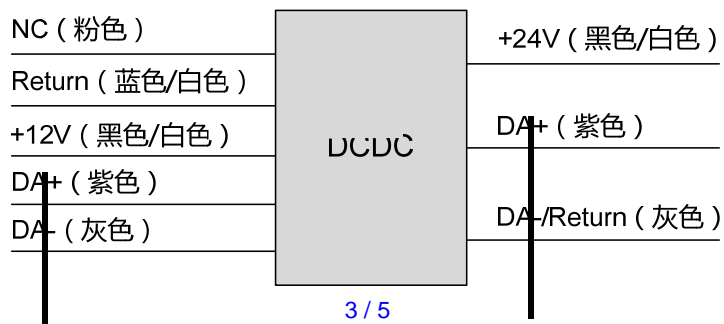 NC（粉色）
Return（蓝色/白色）
+12V（黑色/白色）
DA+（紫色）
DA-（灰色）
DCDC
+24V（黑色/白色）
DA+（紫色）
DA-/Return（灰色）
3 / 5